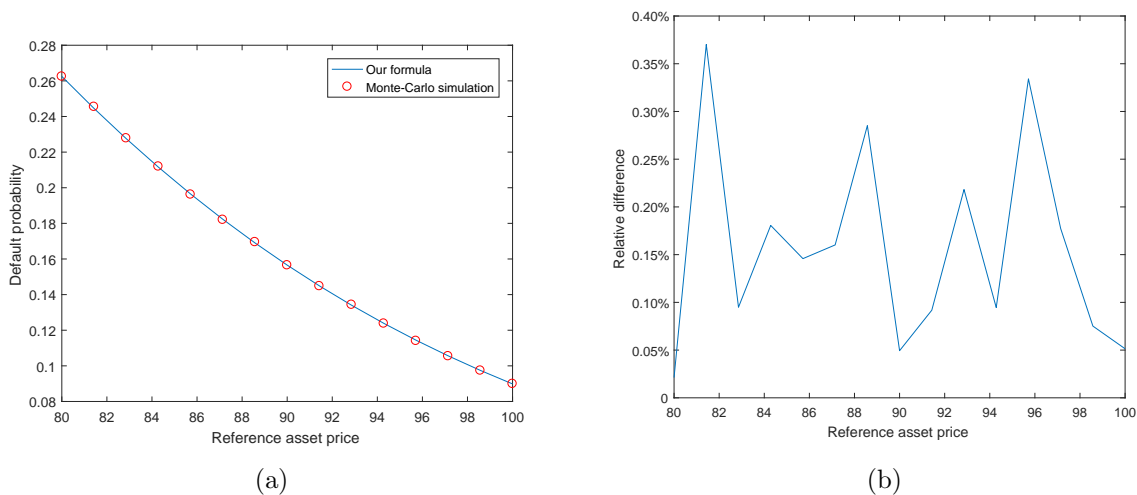 0.28
0.26
0.24
0.22
0.2
0.18
0.16
0.14
0.12
0.1
0.08
Default probability
Our formula
Monte-Carlo simulation
80 82 84 86 88 90 92 94 96 98 100
Reference asset price
(a)
0.40%
0.35%
0.30%
0.25%
0.20%
0.15%
0.10%
0.05%
0
Relative difference
80 82 84 86 88 90 92 94 96 98 100
Reference asset price
(b)